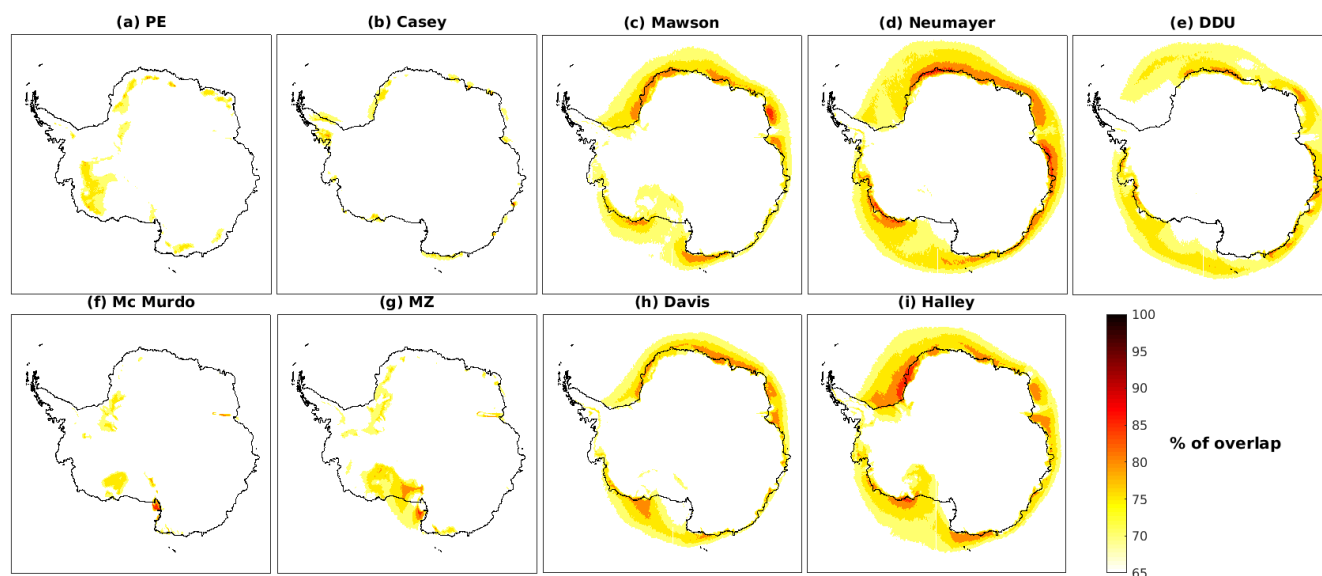 (a) PE
(b) Casey
(c) Mawson
(d) Neumayer
(e) DDU
(f) Mc Murdo
(g) MZ
(h) Davis
(i) Halley
100
95
90
85
80
75
70
65
% of overlap